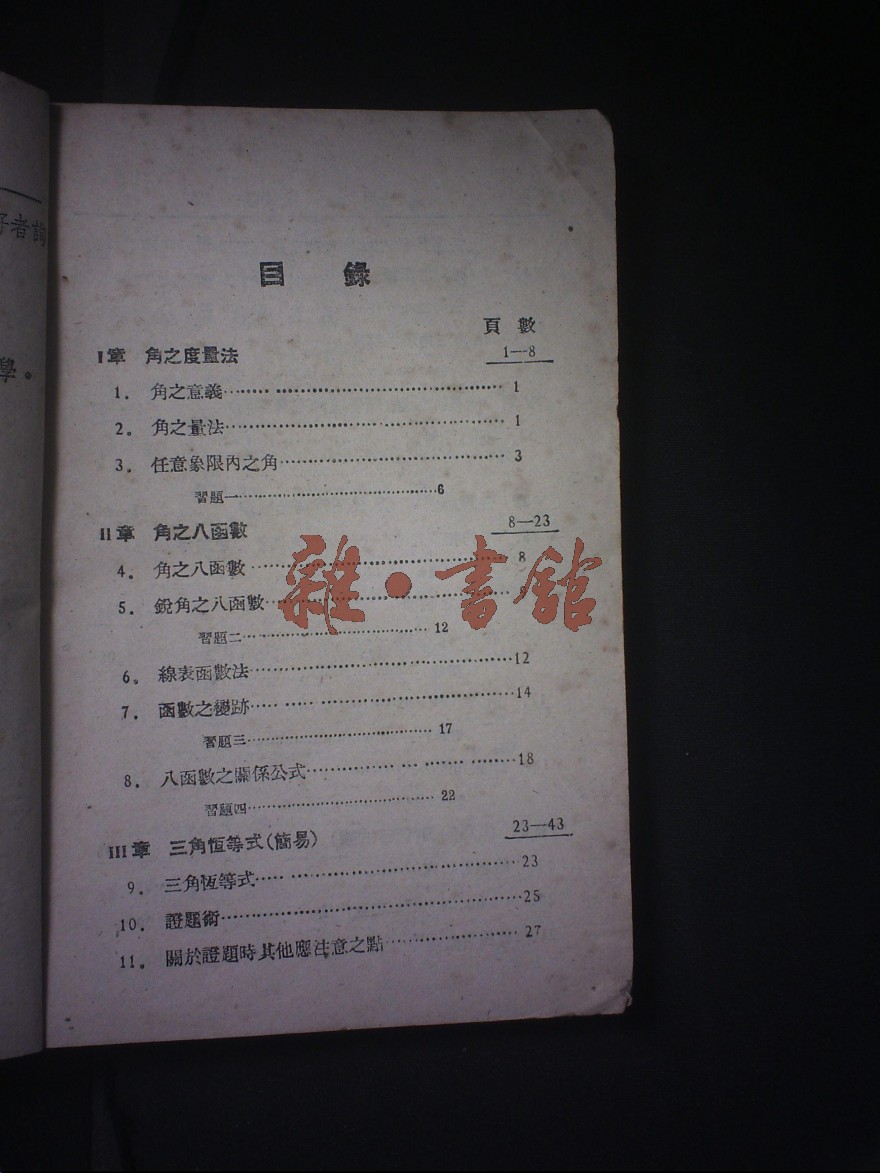 好者詢
學。
目錄
頁數
I章 角之度量法 1—8
1. 角之意義 1
2. 角之量法 1
3. 任意象限內之角 3
習題一 6
II章 角之八函數 8—23
4. 角之八函數 8
5. 銳角之八函數
習題二 12
6. 線表函數法 12
7. 函數之變跡 14
習題三 17
8. 八函數之關係公式 18
習題四 22
III章 三角恆等式(簡易) 23—43
9. 三角恆等式 23
10. 證題術 25
11. 關於證題時其他應注意之點 27
雜·書館